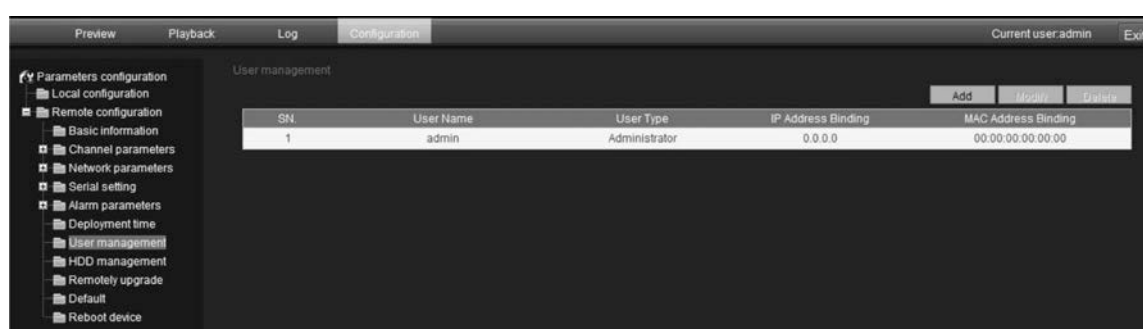 Preview Playback Log Configuration Current user:admin Exit
Parameters configuration
Local configuration
Remote configuration
Basic information
Channel parameters
Network parameters
Serial setting
Alarm parameters
Deployment time
User management
HDD management
Remotely upgrade
Default
Reboot device
User management
Add Modify Delete
SN. User Name User Type IP Address Binding MAC Address Binding
1 admin Administrator 0.0.0.0 00:00:00:00:00:00